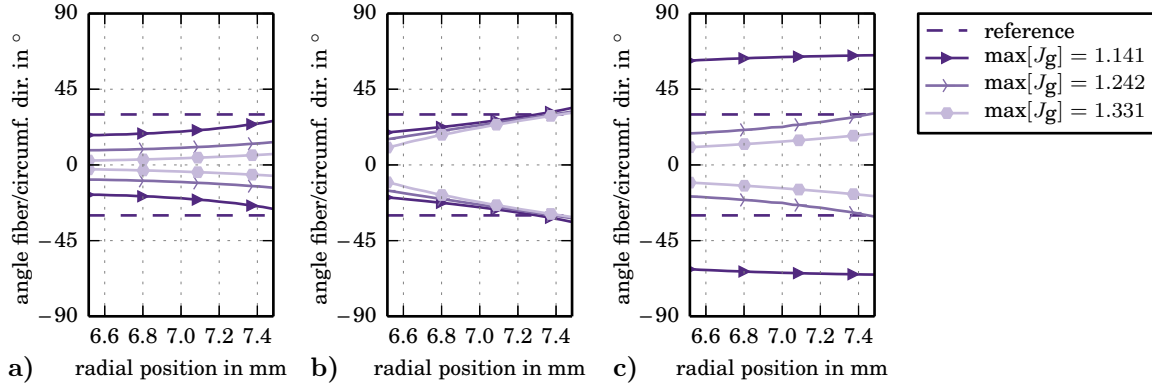 90
45
0
−45
−90
angle fiber/circumf. dir. in °
6.6 6.8 7.0 7.2 7.4
radial position in mm
a)
90
45
0
−45
−90
angle fiber/circumf. dir. in °
6.6 6.8 7.0 7.2 7.4
radial position in mm
b)
90
45
0
−45
−90
angle fiber/circumf. dir. in °
6.6 6.8 7.0 7.2 7.4
radial position in mm
c)
reference
max[J_g] = 1.141
max[J_g] = 1.242
max[J_g] = 1.331